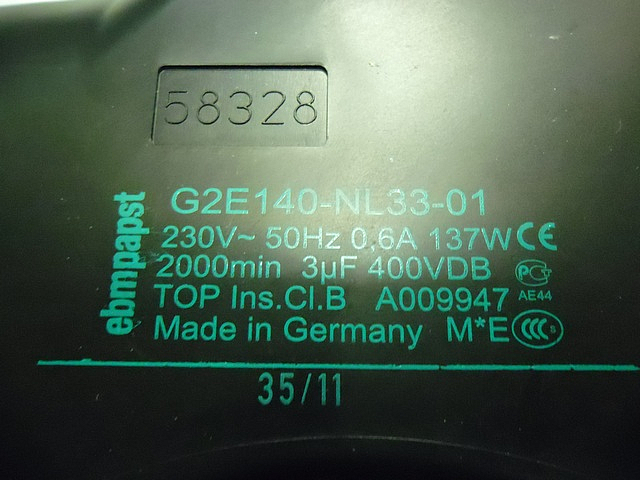 58328
ebmpapst
G2E140-NL33-01
230V~ 50Hz 0,6A 137W CE
2000min 3µF 400VDB
TOP Ins.Cl.B A009947 AE44
Made in Germany M*E CCC S
35/11